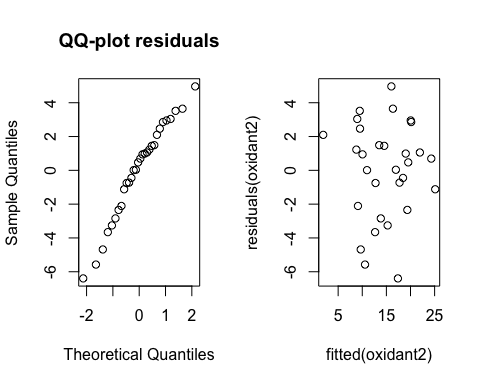 QQ-plot residuals
Sample Quantiles
4
2
0
-2
-4
-6
-2 0 1 2
Theoretical Quantiles
residuals(oxidant2)
4
2
0
-2
-4
-6
5 15 25
fitted(oxidant2)